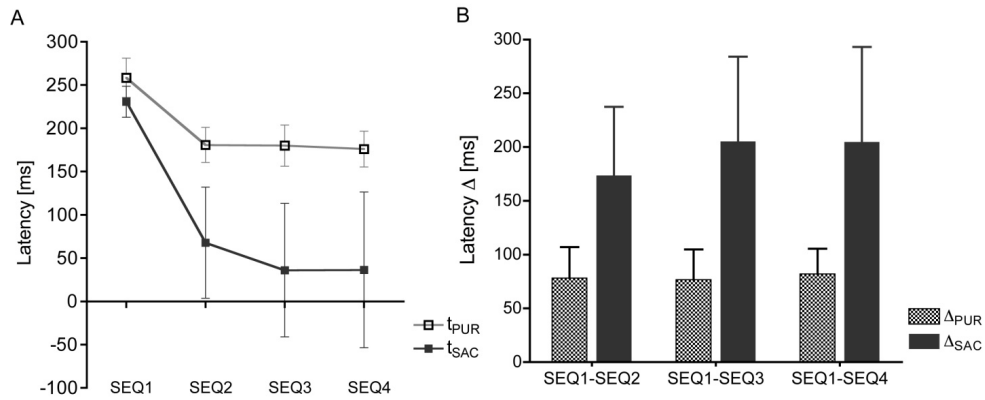 A
Latency [ms]
300
250
200
150
100
50
0
-50
-100
SEQ1 SEQ2 SEQ3 SEQ4
tPUR
tSAC
B
Latency Δ [ms]
300
250
200
150
100
50
0
SEQ1-SEQ2 SEQ1-SEQ3 SEQ1-SEQ4
ΔPUR
ΔSAC